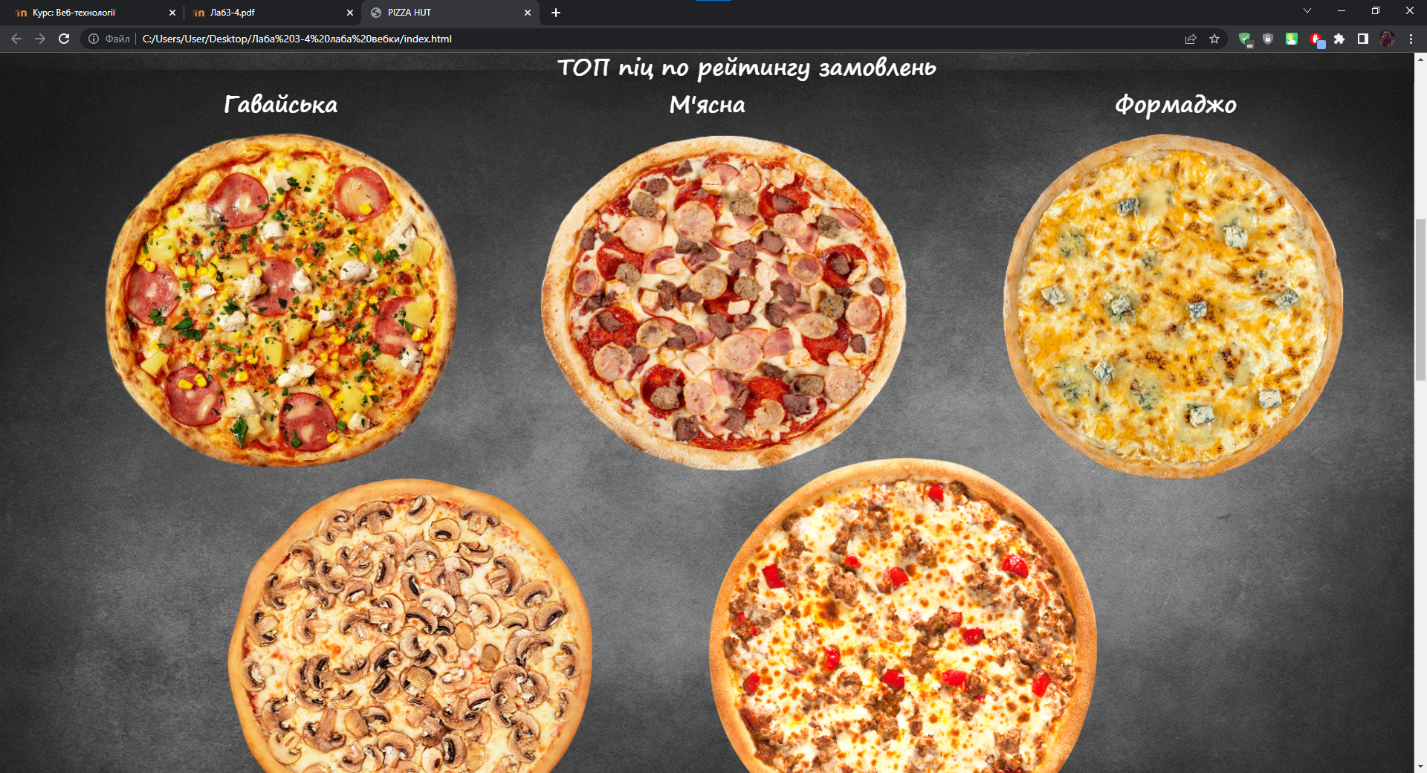 Курс: Веб-технології
Лаб3-4.pdf
PIZZA HUT
Файл
C:/Users/User/Desktop/Лаба%203-4%20лаба%20вебки/index.html
ТОП піц по рейтингу замовлень
Гавайська
М'ясна
Формаджо